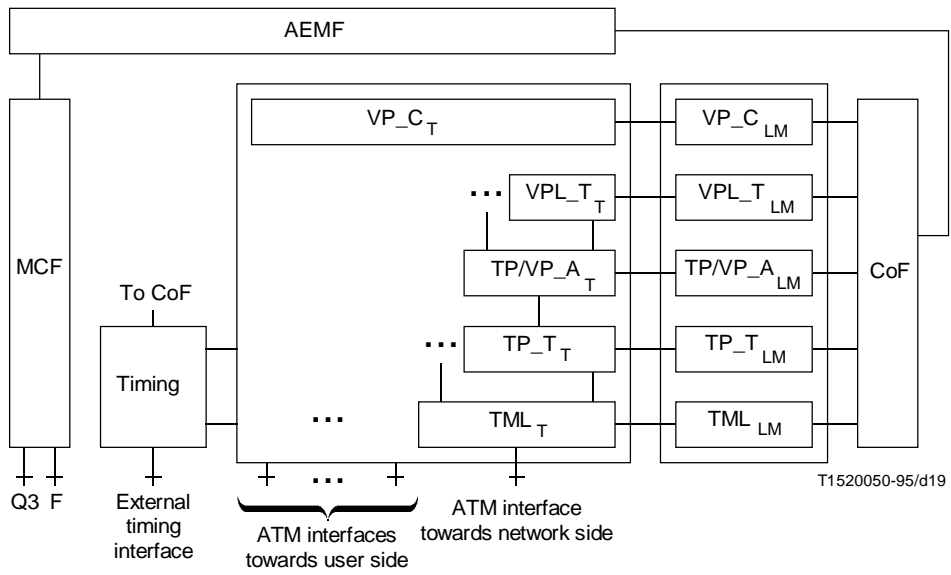 AEMF
VP_C T
VP_C LM
VPL_T T
VPL_T LM
MCF
TP/VP_A T
TP/VP_A LM
CoF
To CoF
TP_T T
TP_T LM
Timing
TML T
TML LM
T1520050-95/d19
Q3 F
External
timing
interface
ATM interfaces
towards user side
ATM interface
towards network side